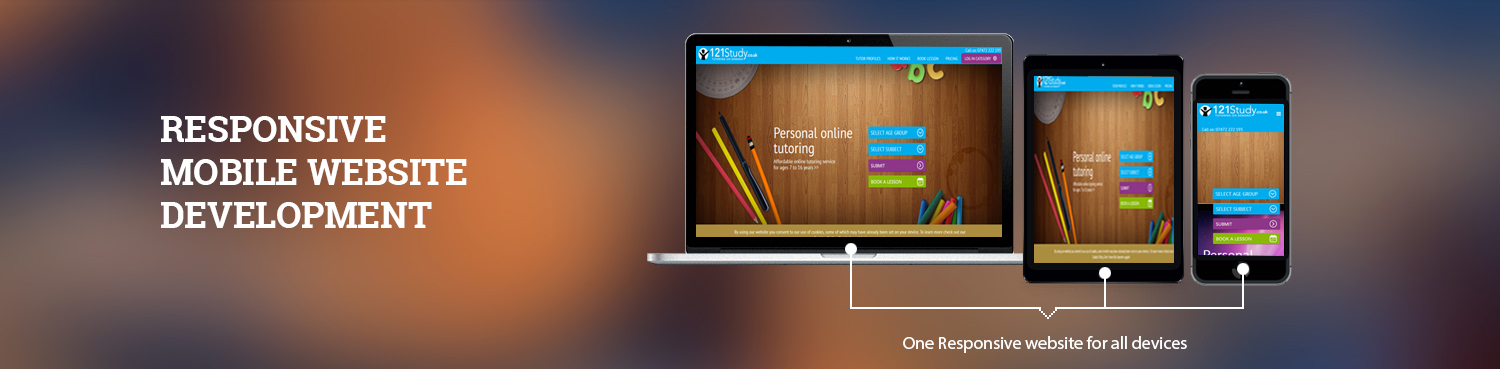 RESPONSIVE
MOBILE WEBSITE
DEVELOPMENT
121Study.co.uk
TUTOR PROFILES HOW IT WORKS BOOK LESSON PRICING LOG IN CATEGORY
Personal online
tutoring
Affordable online tutoring service
for ages 7 to 16 years >>
SELECT AGE GROUP
SELECT SUBJECT
SUBMIT
BOOK A LESSON
By using our website you consent to our use of cookies, some of which may have already been set on your device. To learn more check out our
Personal online
tutoring
SELECT AGE GROUP
SELECT SUBJECT
SUBMIT
BOOK A LESSON
121Study.co.uk
Call us: 07472 222 195
SELECT AGE GROUP
SELECT SUBJECT
SUBMIT
BOOK A LESSON
Personal
One Responsive website for all devices